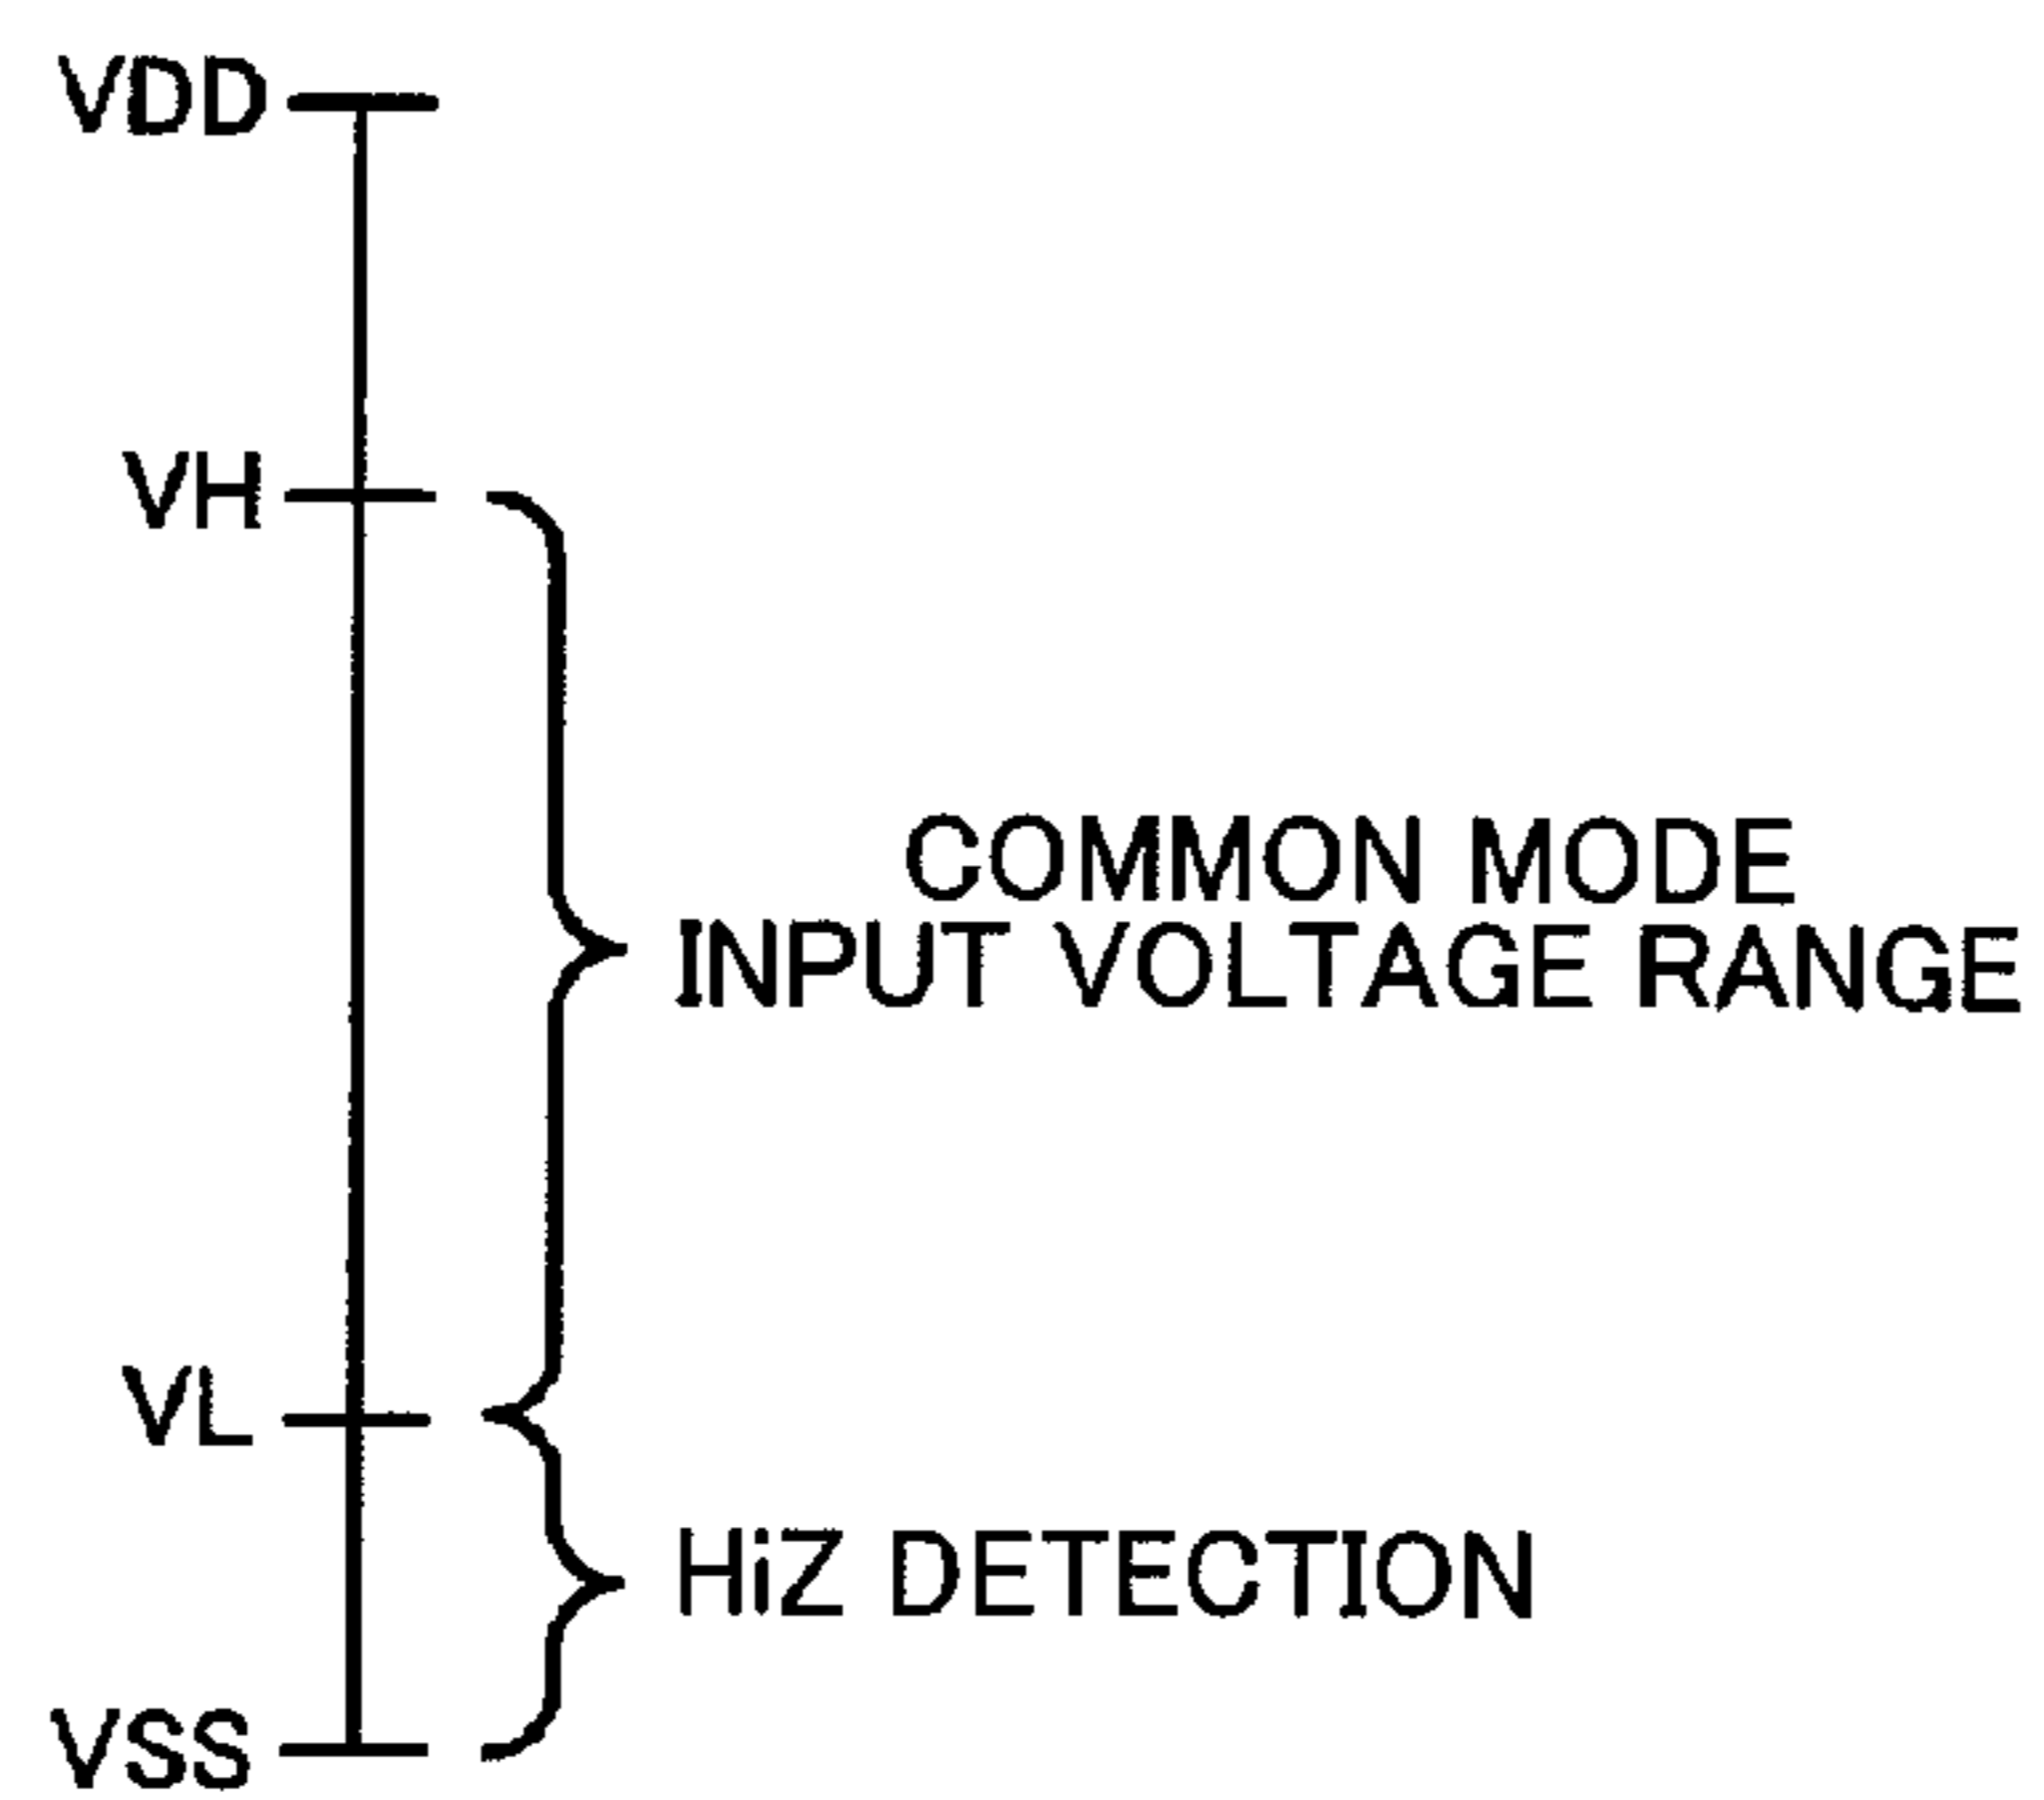 VDD
VH
COMMON MODE
INPUT VOLTAGE RANGE
VL
HiZ DETECTION
VSS